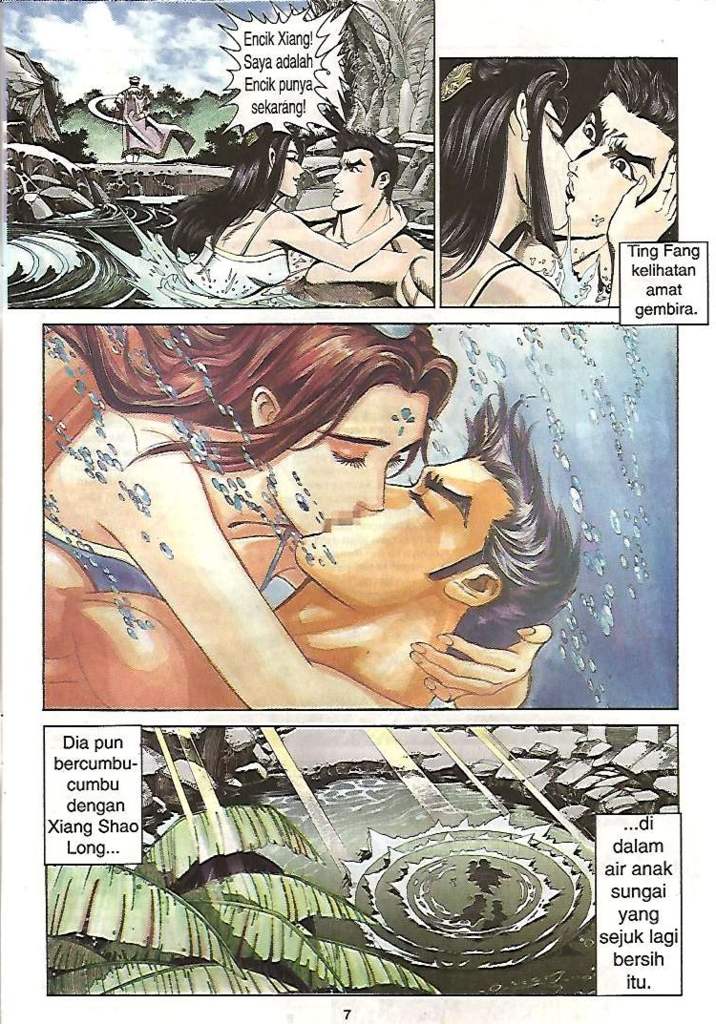 Encik Xiang!
Saya adalah
Encik punya
sekarang!
Ting Fang
kelihatan
amat
gembira.
Dia pun
bercumbu-
cumbu
dengan
Xiang Shao
Long...
...di
dalam
air anak
sungai
yang
sejuk lagi
bersih
itu.
7